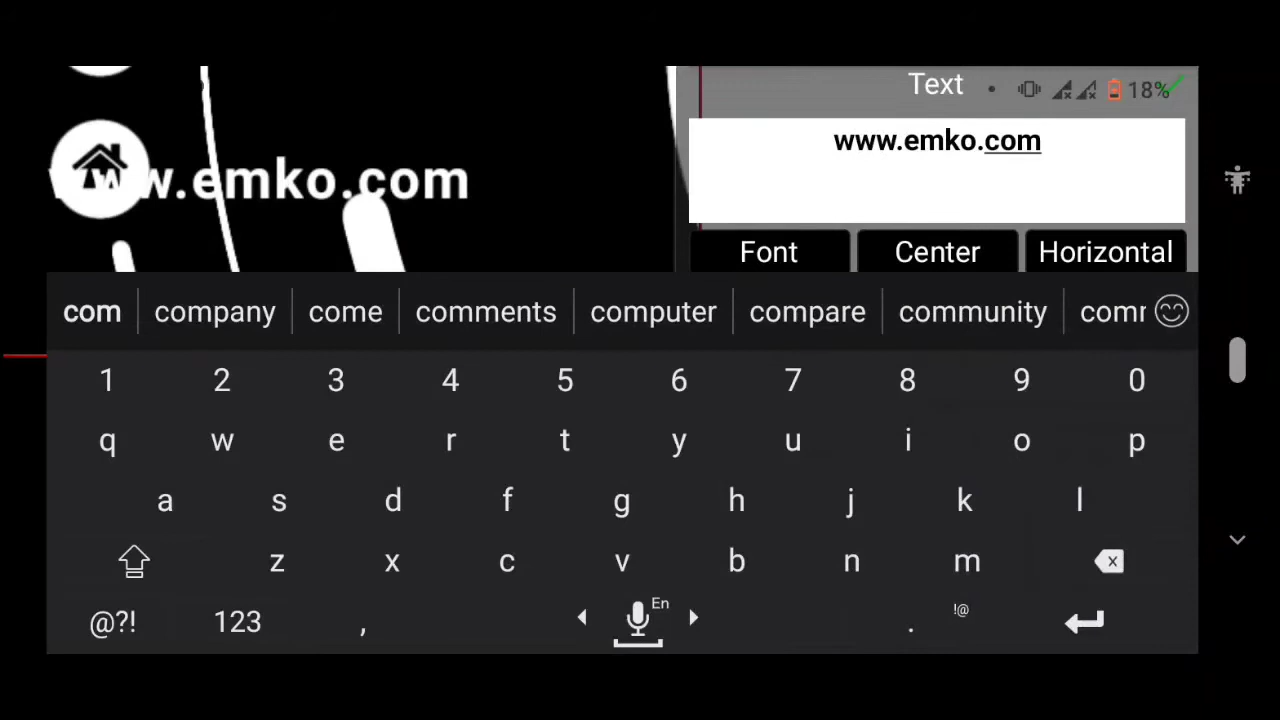 Text
18%
www.emko.com
www.emko.com
Font
Center
Horizontal
com
company
come
comments
computer
compare
community
1 2 3 4 5 6 7 8 9 0
q w e r t y u i o p
a s d f g h j k l
z x c v b n m
@?!
123
,
En
.
!@